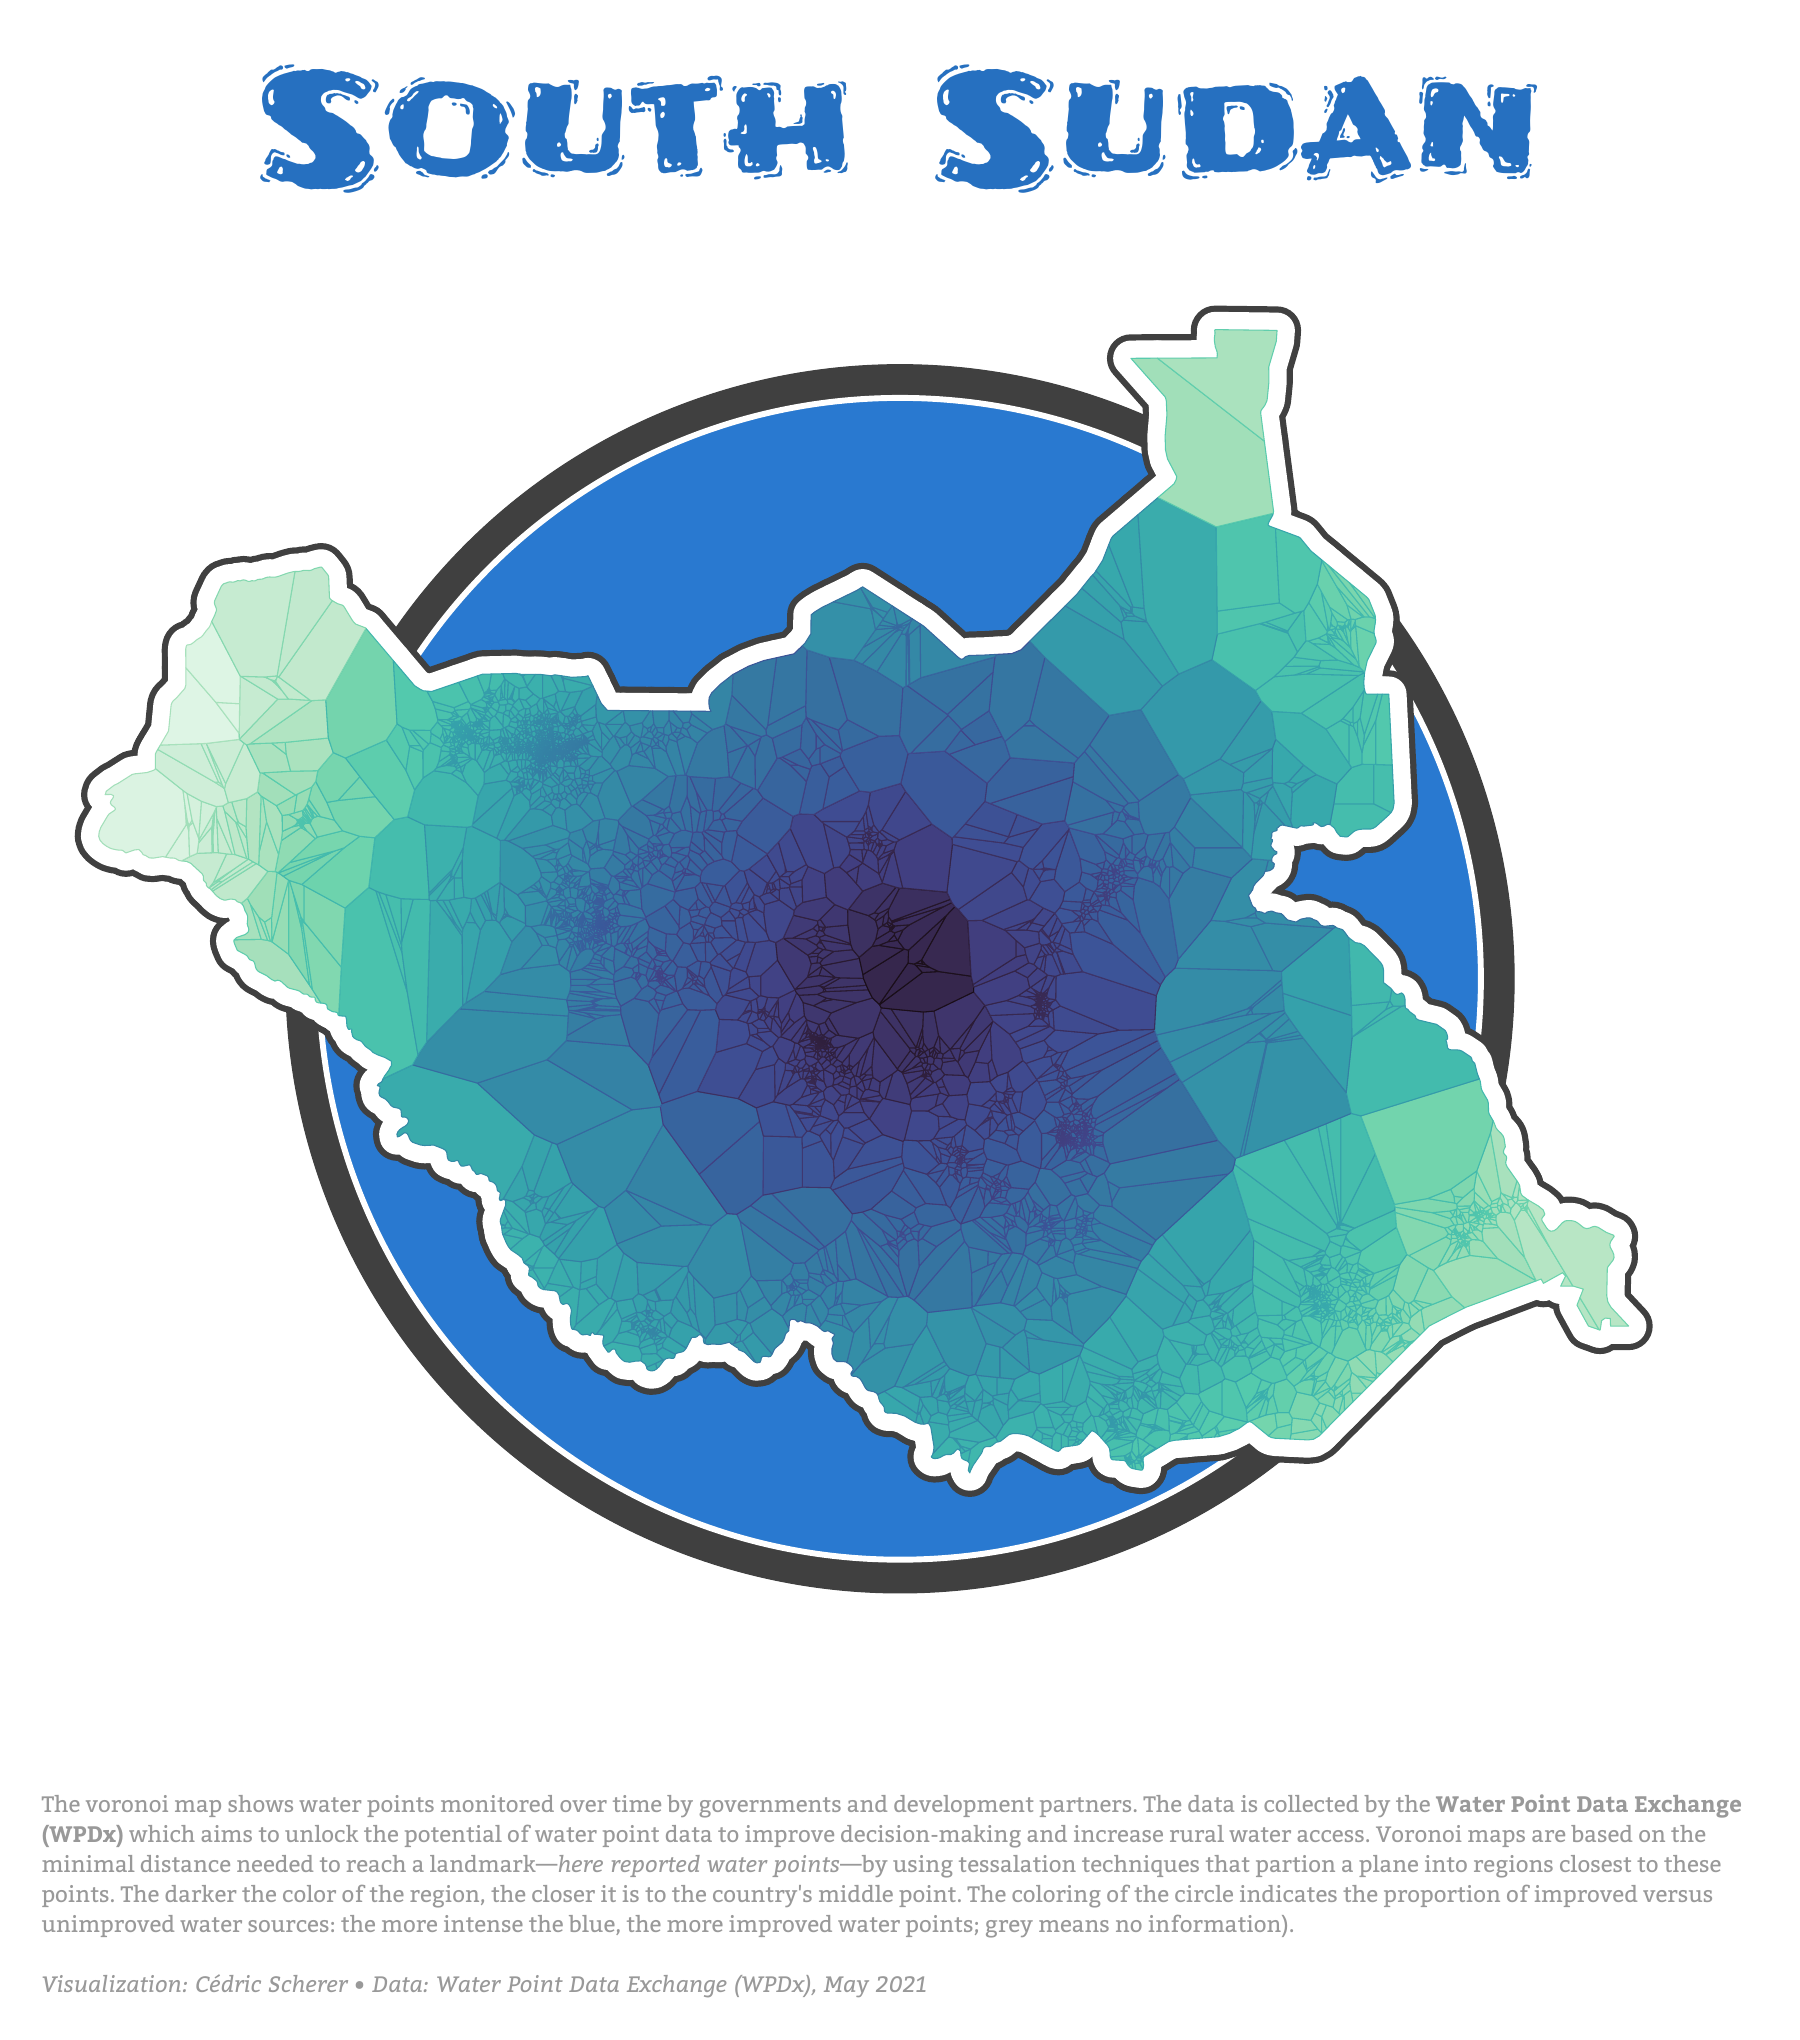 South Sudan
The voronoi map shows water points monitored over time by governments and development partners. The data is collected by the Water Point Data Exchange
(WPDx) which aims to unlock the potential of water point data to improve decision-making and increase rural water access. Voronoi maps are based on the
minimal distance needed to reach a landmark—here reported water points—by using tessalation techniques that partion a plane into regions closest to these
points. The darker the color of the region, the closer it is to the country's middle point. The coloring of the circle indicates the proportion of improved versus
unimproved water sources: the more intense the blue, the more improved water points; grey means no information).
Visualization: Cédric Scherer • Data: Water Point Data Exchange (WPDx), May 2021